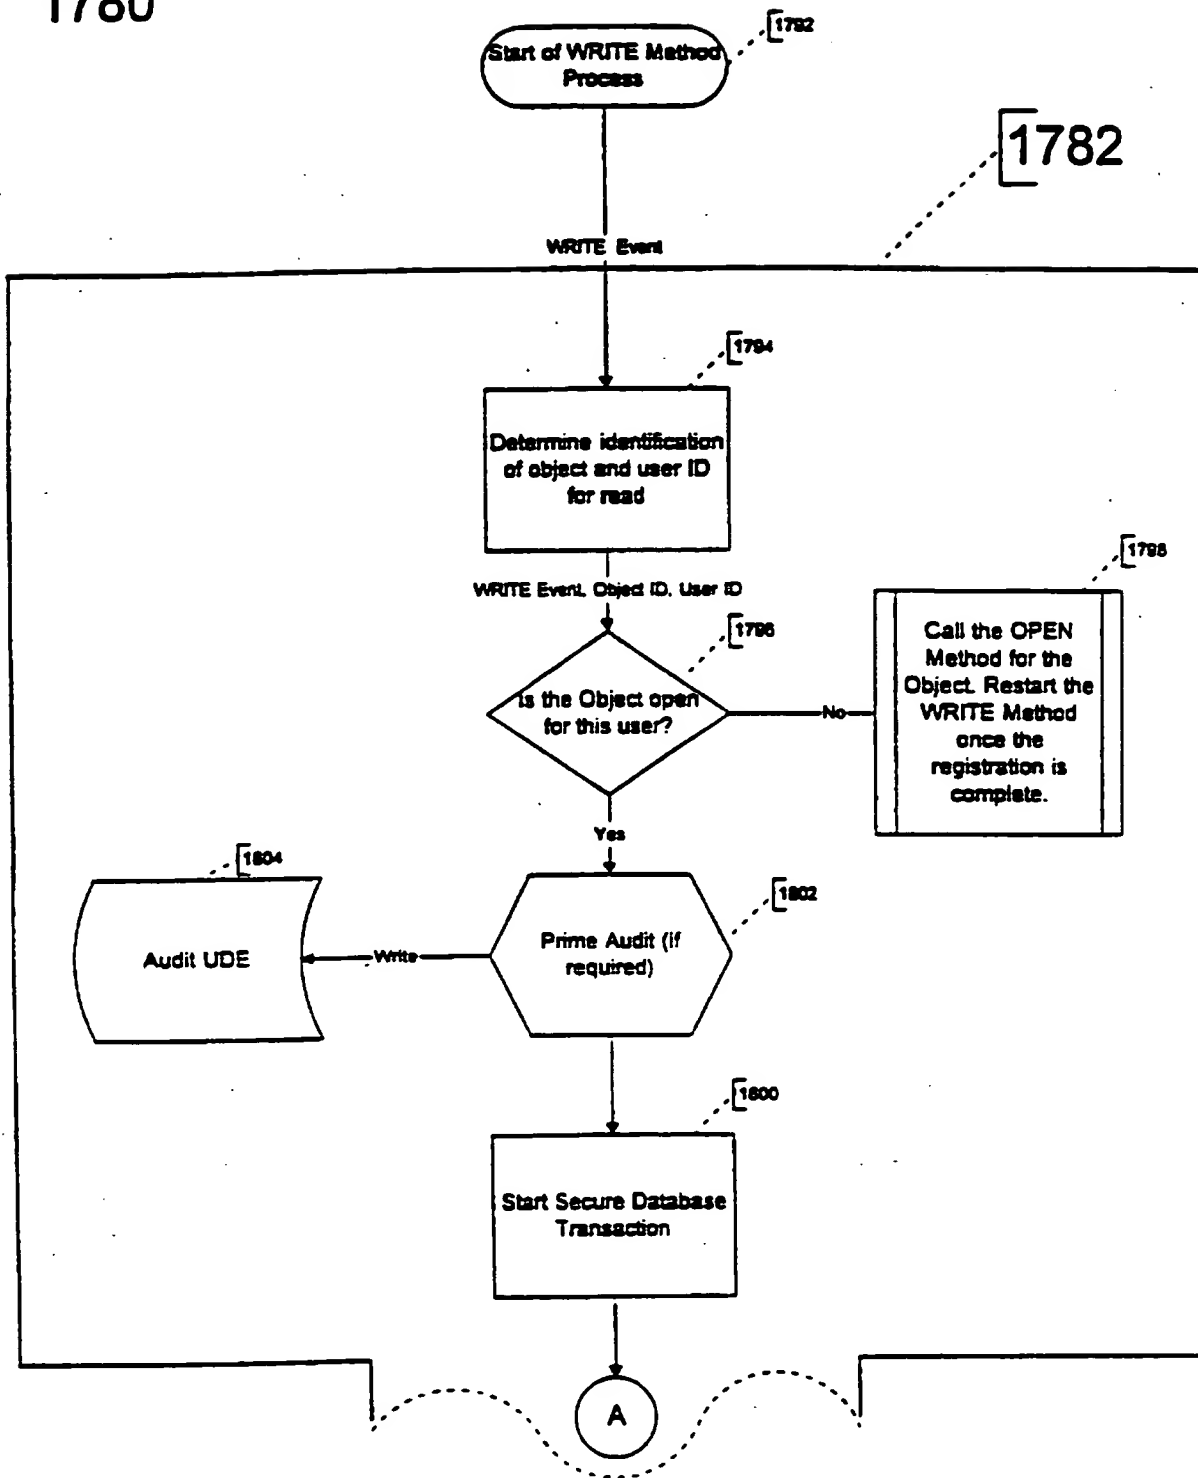 1780
1792
Start of WRITE Method
Process
1782
WRITE Event
1794
Determine identification
of object and user ID
for read
WRITE Event, Object ID, User ID
1796
Is the Object open
for this user?
No
1798
Call the OPEN
Method for the
Object. Restart the
WRITE Method
once the
registration is
complete.
Yes
1804
Audit UDE
Write
1802
Prime Audit (if
required)
1800
Start Secure Database
Transaction
A